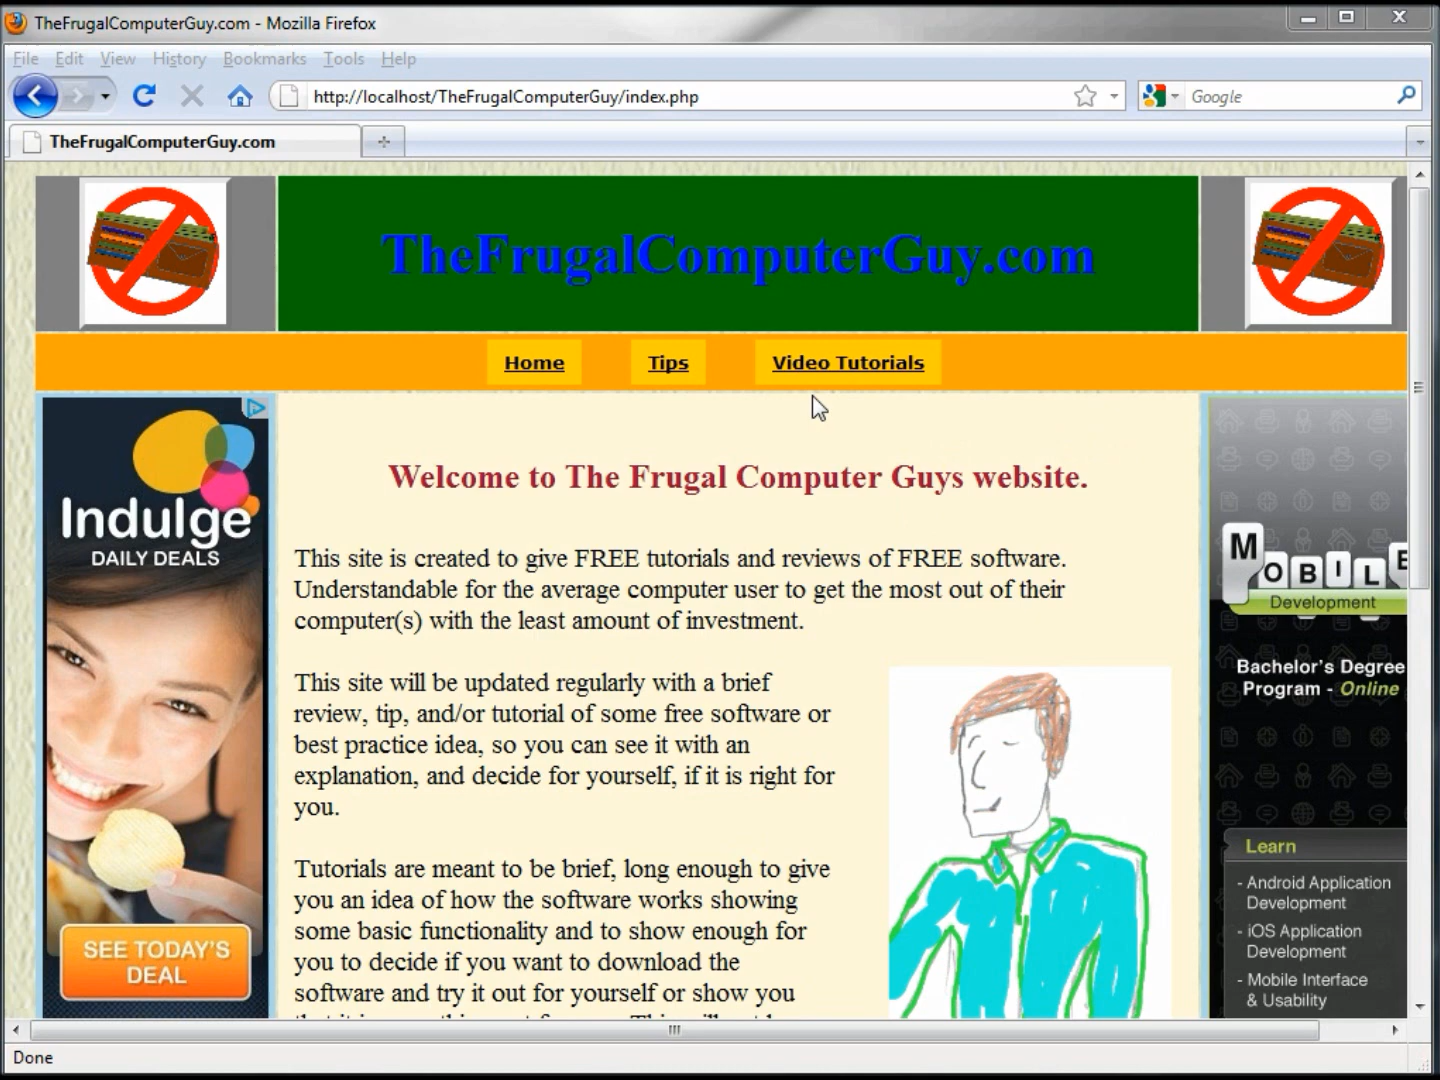 TheFrugalComputerGuy.com - Mozilla Firefox
File Edit View History Bookmarks Tools Help
http://localhost/TheFrugalComputerGuy/index.php
Google
TheFrugalComputerGuy.com
TheFrugalComputerGuy.com
Home Tips Video Tutorials
Indulge
DAILY DEALS
SEE TODAY'S
DEAL
Welcome to The Frugal Computer Guys website.
This site is created to give FREE tutorials and reviews of FREE software.
Understandable for the average computer user to get the most out of their
computer(s) with the least amount of investment.
This site will be updated regularly with a brief
review, tip, and/or tutorial of some free software or
best practice idea, so you can see it with an
explanation, and decide for yourself, if it is right for
you.
Tutorials are meant to be brief, long enough to give
you an idea of how the software works showing
some basic functionality and to show enough for
you to decide if you want to download the
software and try it out for yourself or show you
MOBILE
Development
Bachelor's Degree
Program - Online
Learn
- Android Application
Development
- iOS Application
Development
- Mobile Interface
& Usability
Done